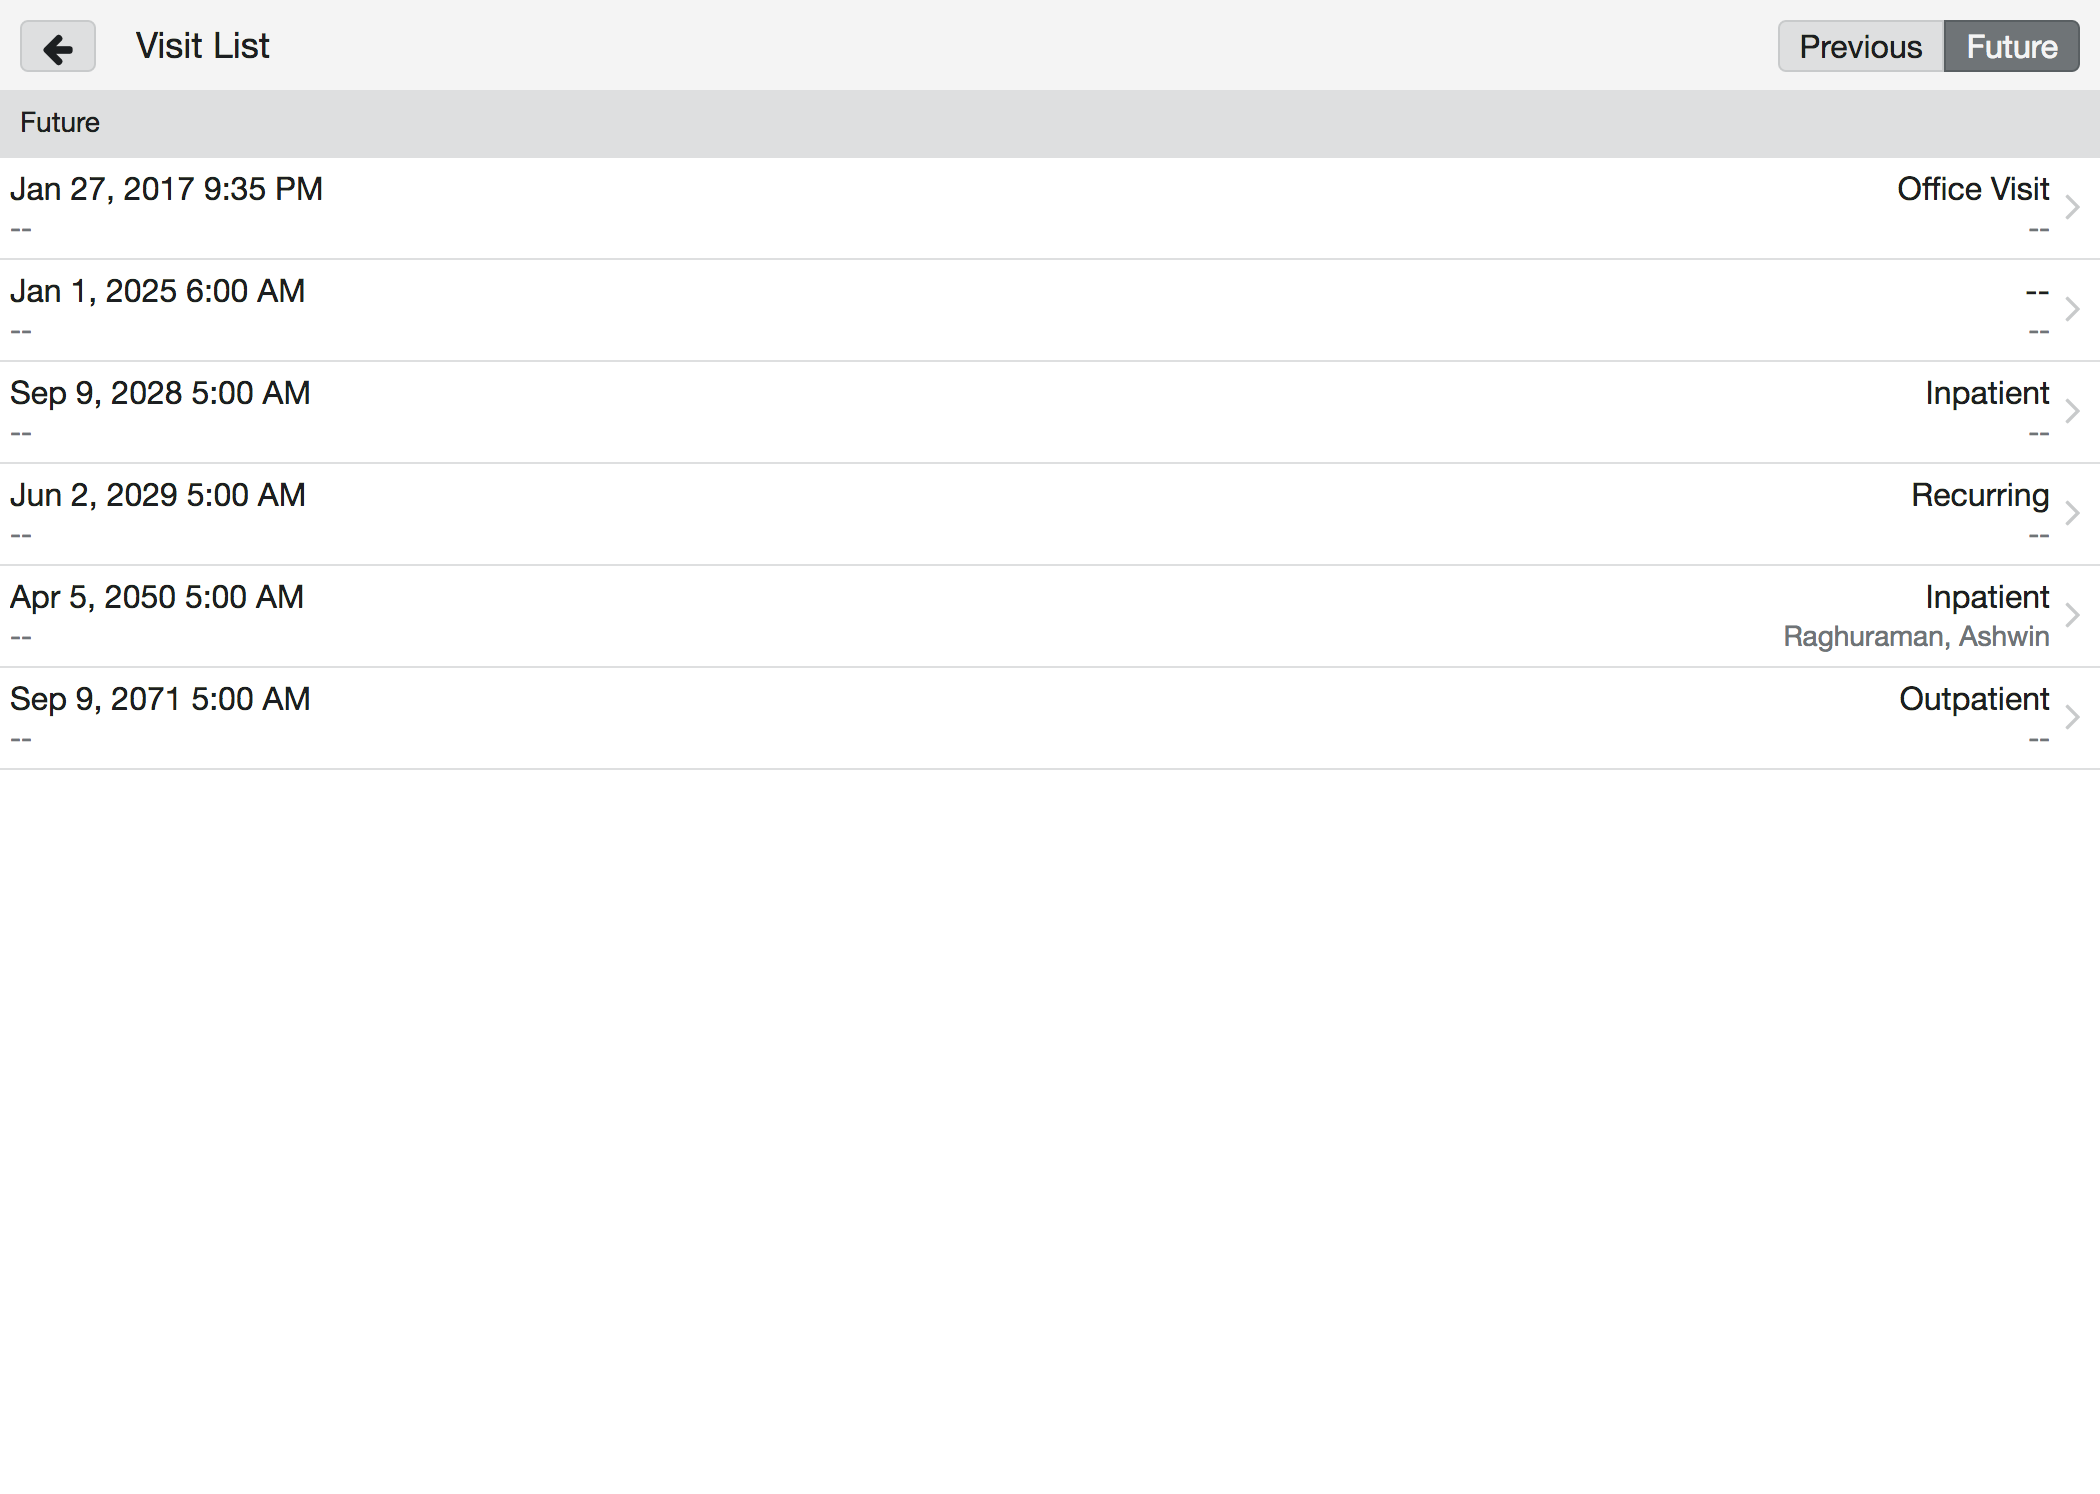 Visit List
Previous Future
Future
Jan 27, 2017 9:35 PM Office Visit
-- --
Jan 1, 2025 6:00 AM --
-- --
Sep 9, 2028 5:00 AM Inpatient
-- --
Jun 2, 2029 5:00 AM Recurring
-- --
Apr 5, 2050 5:00 AM Inpatient
-- Raghuraman, Ashwin
Sep 9, 2071 5:00 AM Outpatient
-- --